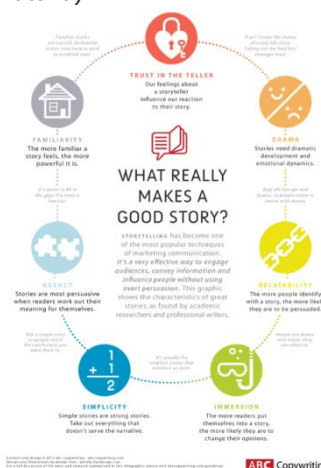 TRUST IN THE TELLER
Our feelings about
a storyteller
influence our reaction
to their story.
FAMILIARITY
The more familiar a
story feels, the more
powerful it is.
DRAMA
Stories need dramatic
development and
emotional dynamics.
WHAT REALLY
MAKES A
GOOD STORY?
STORYTELLING has become one
of the most popular techniques
of marketing communication.
It's a very effective way to engage
audiences, convey information and
influence people without using
overt persuasion. This graphic
shows the characteristics of great
stories, as found by academic
researchers and professional writers.
AGENCY
Stories are most persuasive
when readers work out their
meaning for themselves.
RELATABILITY
The more people identify
with a story, the more likely
they are to be persuaded.
1
+ 1
2
SIMPLICITY
Simple stories are strong stories.
Take out everything that
doesn't serve the narrative.
IMMERSION
The more readers put
themselves into a story,
the more likely they are to
change their opinions.
ABC Copywriting